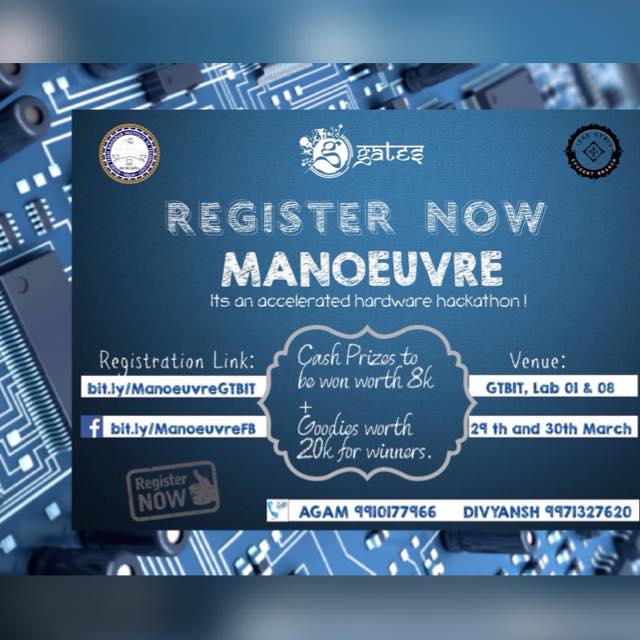 gates
REGISTER NOW
MANOEUVRE
Its an accelerated hardware hackathon !
Registration Link:
bit.ly/ManoeuvreGTBIT
bit.ly/ManoeuvreFB
Cash Prizes to
be won worth 8k
+
Goodies worth
20k for winners.
Venue:
GTBIT, Lab 01 & 08
29 th and 30th March
Register
NOW
AGAM 9910177966 DIVYANSH 9971327620